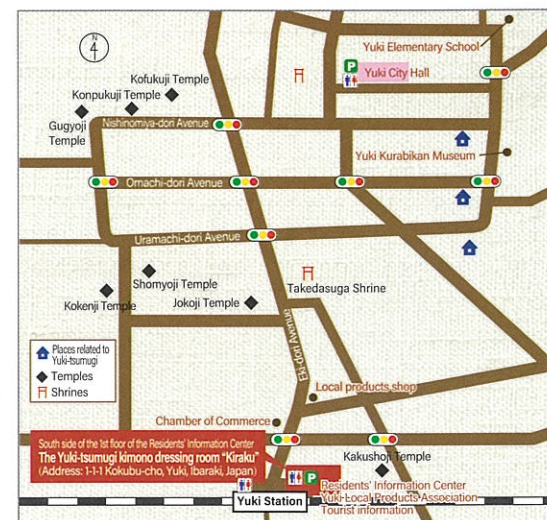 N
Yuki Elementary School
P
Yuki City Hall
Kofukuji Temple
Konpukuji Temple
Gugyoji
Temple
Nishinomiya-dori Avenue
Yuki Kurabikan Museum
Omachi-dori Avenue
Uramachi-dori Avenue
Shomyoji Temple
Kokenji Temple
Jokoji Temple
Takedasuga Shrine
Eki-dori Avenue
Places related to
Yuki-tsumugi
Temples
Shrines
Local products shop
Chamber of Commerce
South side of the 1st floor of the Residents' Information Center
The Yuki-tsumugi kimono dressing room "Kiraku"
(Address: 1-1-1 Kokubu-cho, Yuki, Ibaraki, Japan)
Kakushoji Temple
P
Residents' Information Center
Yuki Local Products Association
Tourist information
Yuki Station